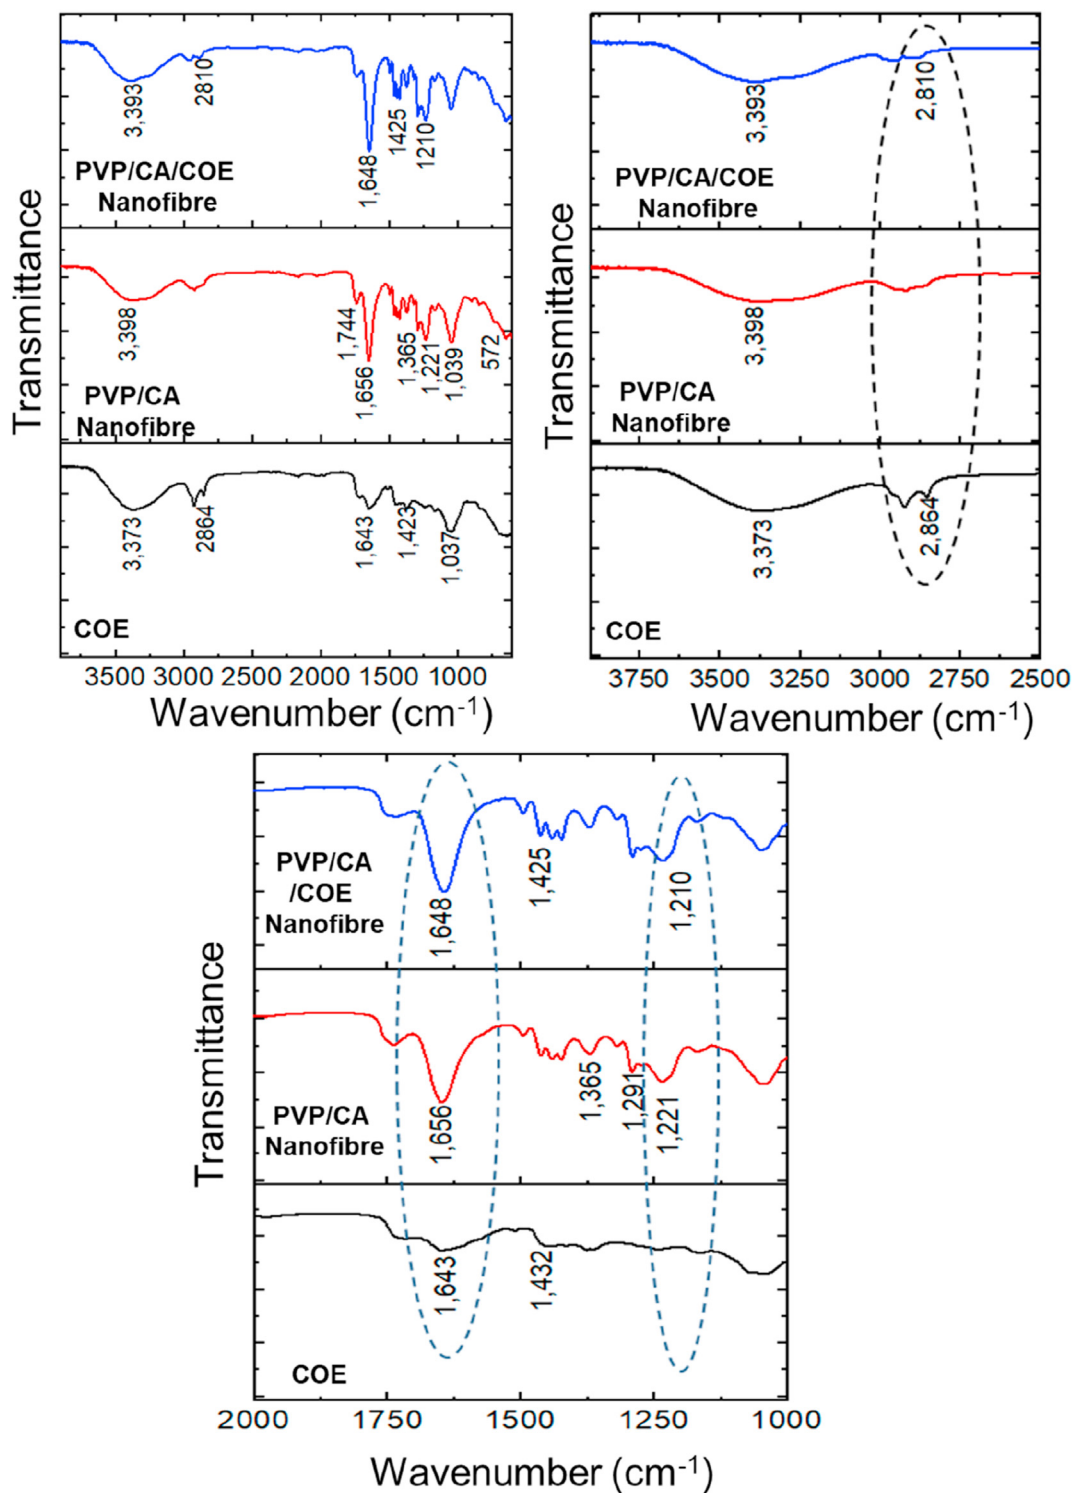 Transmittance
3,393
2810
1,648
1425
1210
PVP/CA/COE
Nanofibre
3,398
1,744
1,656
1,365
1,221
1,039
572
PVP/CA
Nanofibre
3,373
2864
1,643
1,423
1,037
COE
3500 3000 2500 2000 1500 1000
Wavenumber (cm-1)
Transmittance
3,393
2,810
PVP/CA/COE
Nanofibre
3,398
PVP/CA
Nanofibre
3,373
2,864
COE
3750 3500 3250 3000 2750 2500
Wavenumber (cm-1)
Transmittance
PVP/CA
/COE
Nanofibre
1,648
1,425
1,210
PVP/CA
Nanofibre
1,656
1,365
1,291
1,221
1,643
1,432
COE
2000 1750 1500 1250 1000
Wavenumber (cm-1)